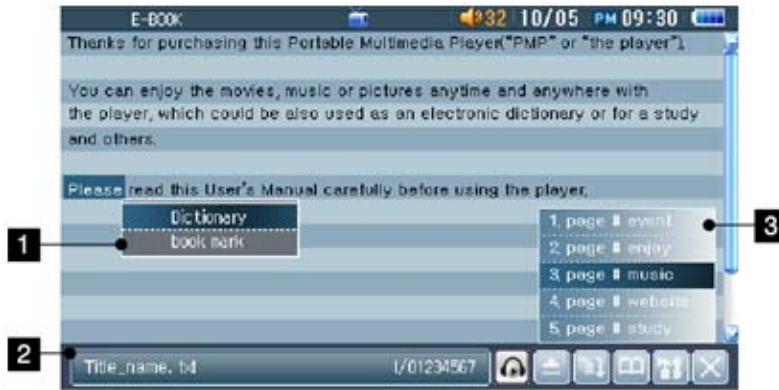 E-BOOK 32 10/05 PM 09:30
Thanks for purchasing this Portable Multimedia Player("PMP" or "the player").
You can enjoy the movies, music or pictures anytime and anywhere with
the player, which could be also used as an electronic dictionary or for a study
and others.
Please read this User's Manual carefully before using the player.
Dictionary
book mark
1
1, page # event
2, page # enjoy
3, page # music
4, page # website
5, page # study
3
2
Title_name. txt 1/01234567